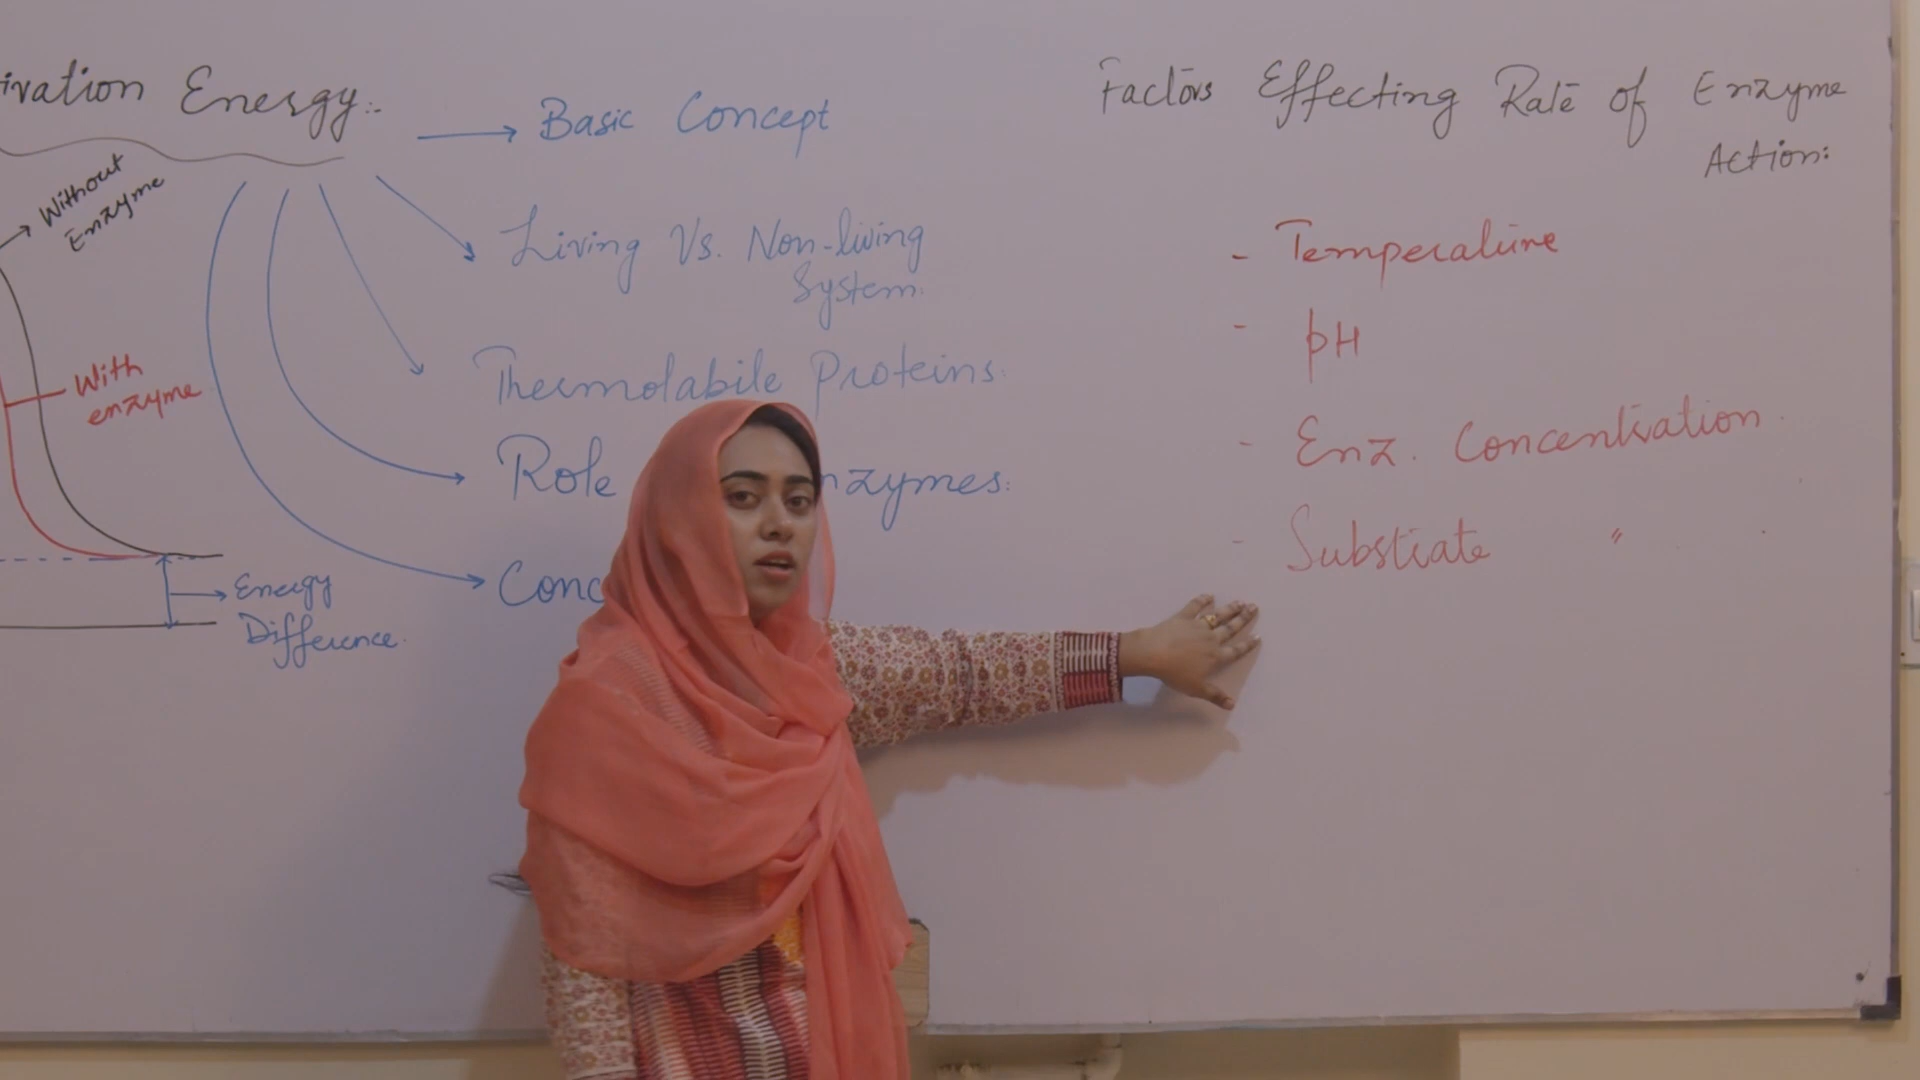 ivation Energy:-
Without
Enzyme
With
enzyme
Energy
Difference.
Basic Concept
Living Vs. Non-living
System.
Thermolabile Proteins.
Role nzymes.
Conc
Factors Effecting Rate of Enzyme
Action:
- Temperature
- pH
- Enz. Concentration.
- Substrate "